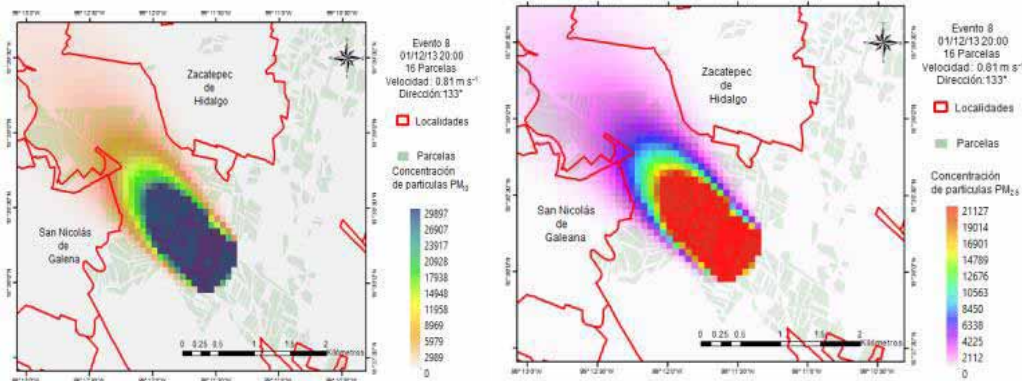 Zacatepec
de
Hidalgo
San Nicolás
de
Galena
0 0.25 0.5 1 1.5 2
Kilómetros
Evento 8
01/12/13 20:00
16 Parcelas
Velocidad: 0.81 m s⁻¹
Dirección:133°
Localidades
Parcelas
Concentración
de partículas PM₁₀
29897
26907
23917
20928
17938
14948
11958
8969
5979
2989
0
Zacatepec
de
Hidalgo
San Nicolás
de
Galeana
0 0.25 0.5 1 1.5 2
Kilómetros
Evento 8
01/12/13 20:00
16 Parcelas
Velocidad: 0.81 m s⁻¹
Dirección:133°
Localidades
Parcelas
Concentración
de partículas PM₂.₅
21127
19014
16901
14789
12676
10563
8450
6338
4225
2112
0